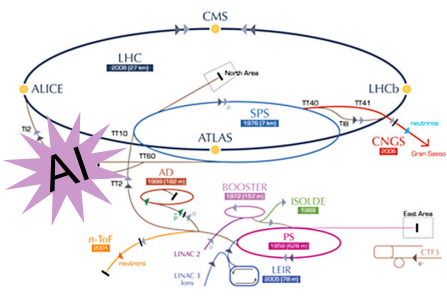 CMS
LHC
2008 (27 km)
North Area
ALICE
LHCb
SPS
1976 (7 km)
TT40
TT41
TI8
TI2
TT10
ATLAS
neutrinos
CNGS
2006
Gran Sasso
AI
TT60
AD
1999 (182 m)
TT2
BOOSTER
1972 (157 m)
ISOLDE
1989
East Area
n-ToF
2001
neutrons
PS
1959 (628 m)
LINAC 2
CTF3
e-
LINAC 3
Ions
LEIR
2005 (78 m)